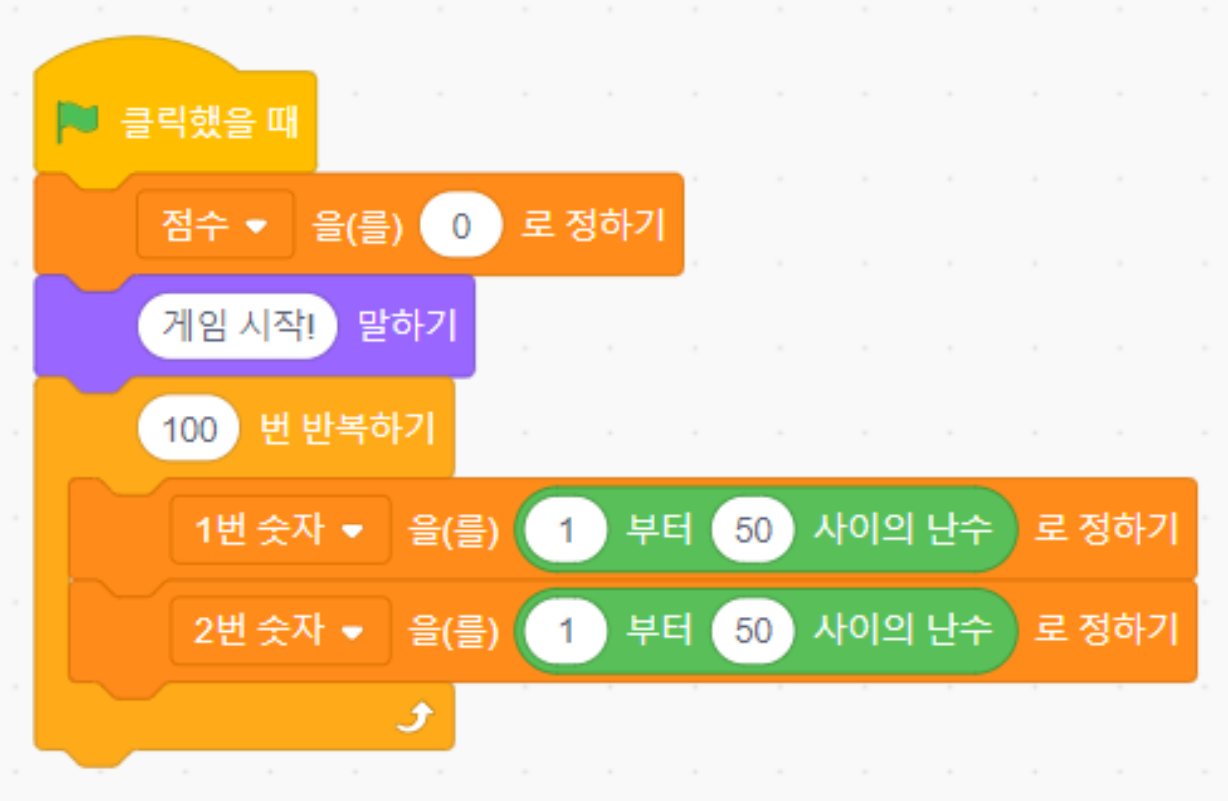 클릭했을 때
점수 을(를) 0 로 정하기
게임 시작! 말하기
100 번 반복하기
1번 숫자 을(를) 1 부터 50 사이의 난수 로 정하기
2번 숫자 을(를) 1 부터 50 사이의 난수 로 정하기